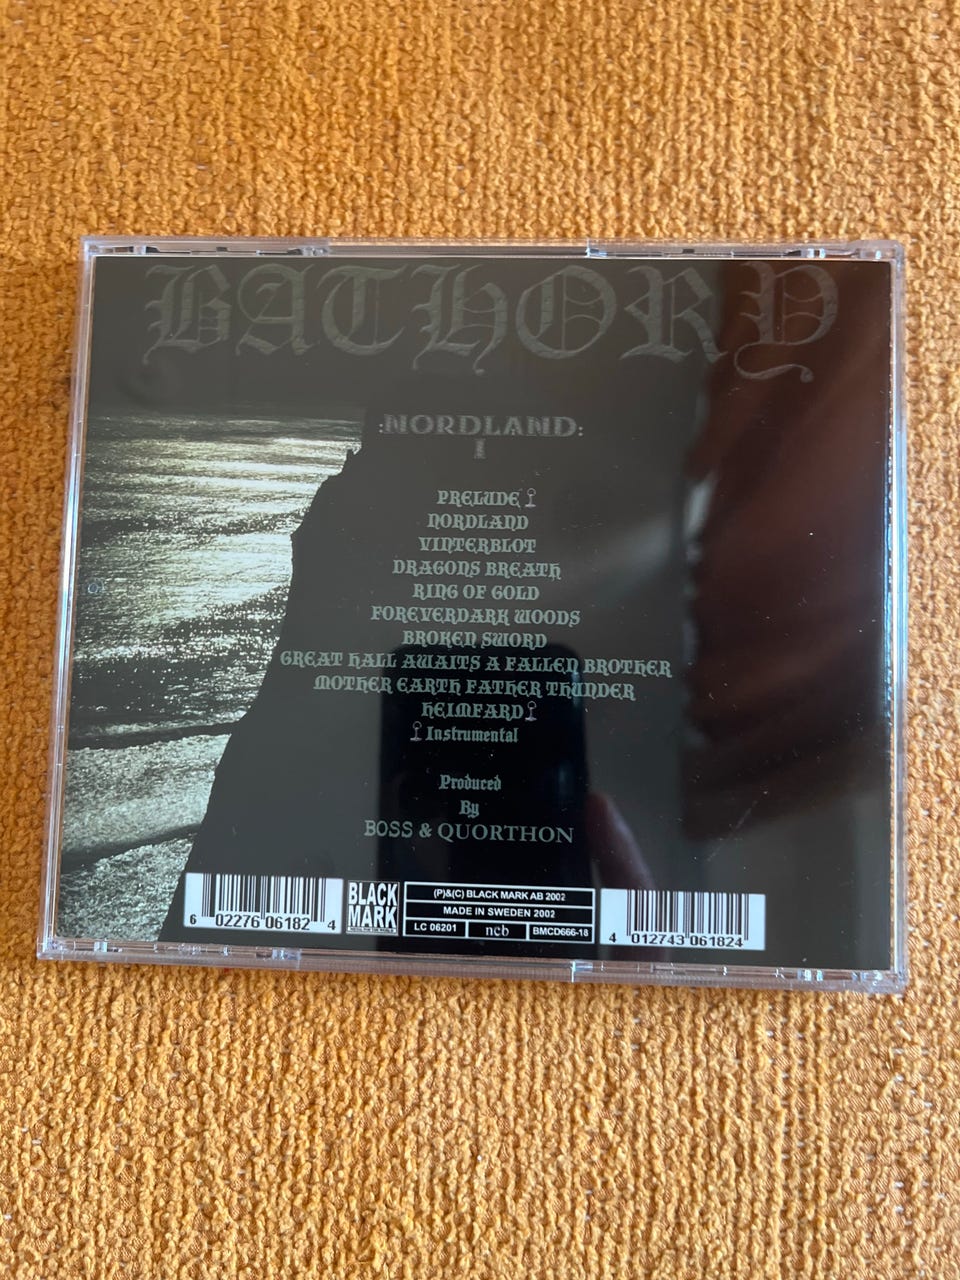 BATHORY
:NORDLAND:
I
PRELUDE
NORDLAND
VINTERBLOT
DRAGONS BREATH
RING OF GOLD
FOREVERDARK WOODS
BROKEN SWORD
GREAT HALL AWAITS A FALLEN BROTHER
MOTHER EARTH FATHER THUNDER
HEIMFARD
Instrumental
Produced
By
BOSS & QUORTHON
6 02276 06182 4
BLACK
MARK
(P)&(C) BLACK MARK AB 2002
MADE IN SWEDEN 2002
LC 06201 ncb BMCD666-18
4 012743 061824